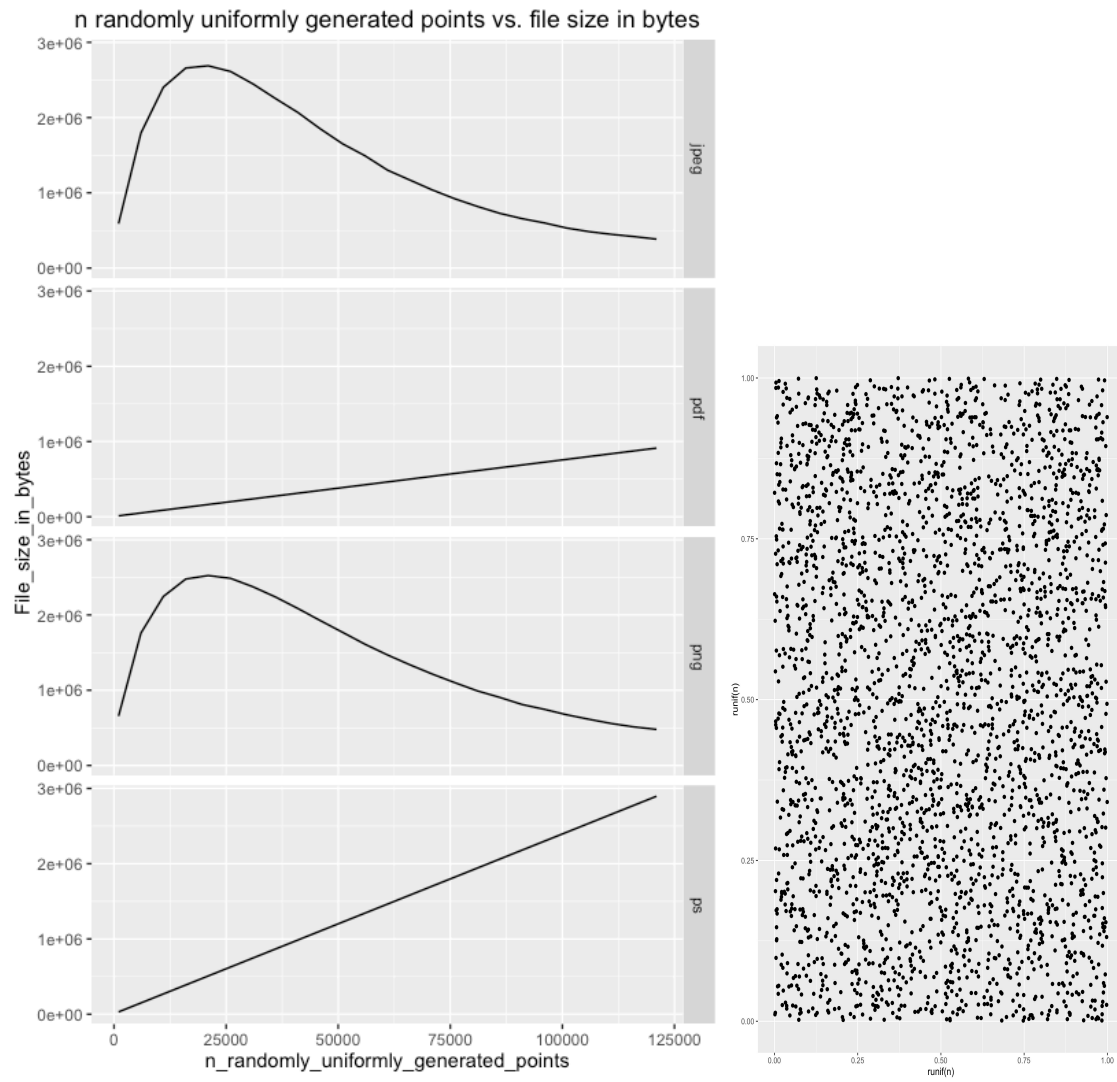 n randomly uniformly generated points vs. file size in bytes
File_size_in_bytes
3e+06
2e+06
1e+06
0e+00
jpeg
3e+06
2e+06
1e+06
0e+00
pdf
3e+06
2e+06
1e+06
0e+00
png
3e+06
2e+06
1e+06
0e+00
ps
0 25000 50000 75000 100000 125000
n_randomly_uniformly_generated_points
runif(n)
1.00
0.75
0.50
0.25
0.00
0.00 0.25 0.50 0.75 1.00
runif(n)